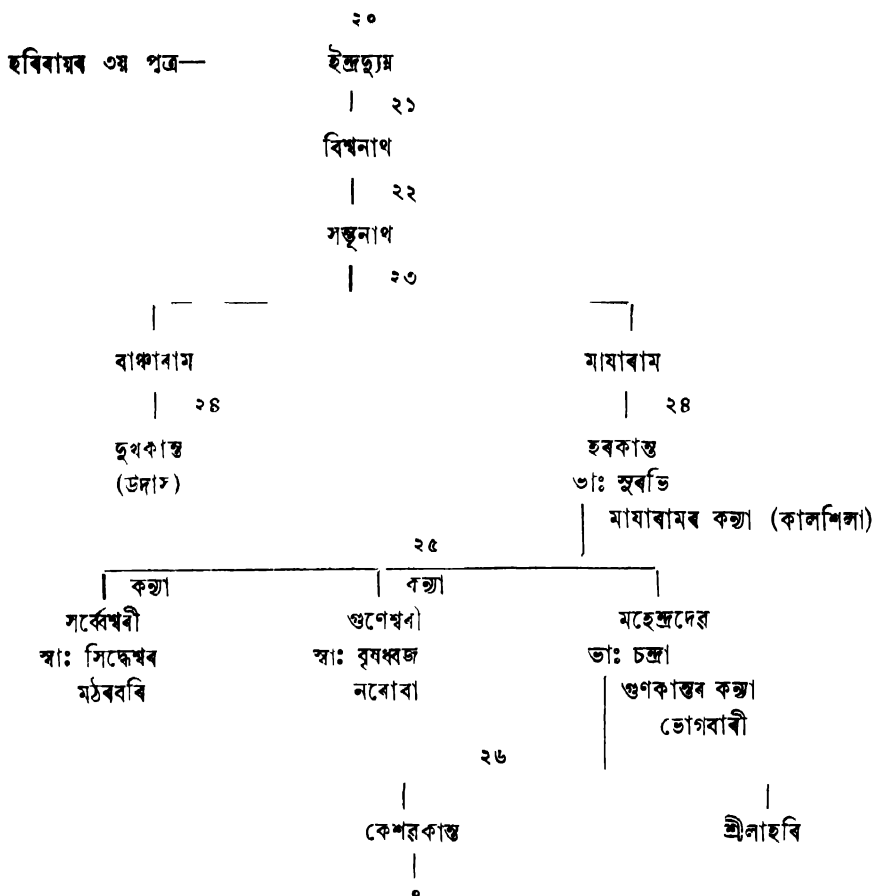 ২০
হৰিৰায়ৰ ৩য় পুত্ৰ— ইন্দ্ৰদ্যুম্ন
২১
বিশ্বনাথ
২২
সম্ভূনাথ
২৩
বাঞ্চাৰাম মাযাৰাম
২৪ ২৪
দুখকান্ত হৰকান্ত
(উদাস) ভাঃ সুৰভি
মাযাৰামৰ কন্যা (কালশিলা)
২৫
কন্যা কন্যা
সৰ্ব্বেশ্বৰী গুণেশ্বৰী মহেন্দ্ৰদেৱ
স্বাঃ সিদ্ধেশ্বৰ স্বাঃ বৃষধ্বজ ভাঃ চন্দ্ৰা
মঠৰবৰি নৰোবা গুণকান্তৰ কন্যা
ভোগবাৰী
২৬
কেশৱকান্ত শ্ৰীলাহৰি